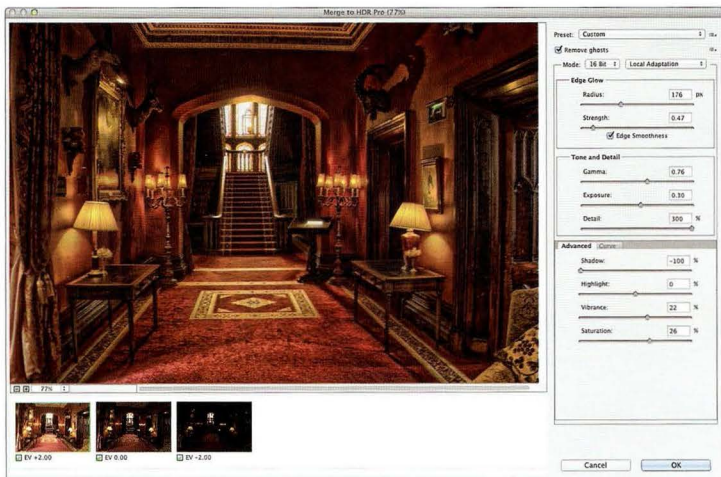 Merge to HDR Pro (77%)
Preset: Custom
Remove ghosts
Mode: 16 Bit Local Adaptation
Edge Glow
Radius: 176 px
Strength: 0.47
Edge Smoothness
Tone and Detail
Gamma: 0.76
Exposure: 0.30
Detail: 300 %
Advanced Curve
Shadow: -100 %
Highlight: 0 %
Vibrance: 22 %
Saturation: 26 %
77%
EV +2.00 EV 0.00 EV -2.00
Cancel OK